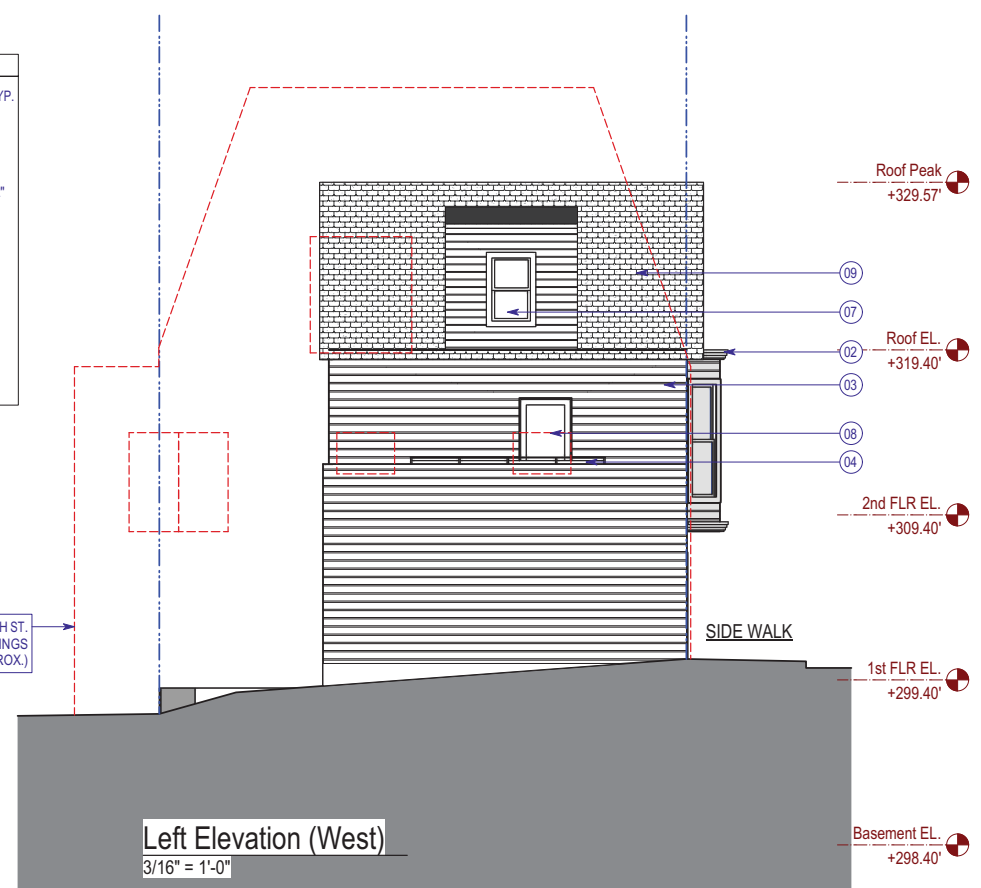 YP.
"
Roof Peak
+329.57'
09
07
Roof EL.
+319.40'
02
03
08
04
2nd FLR EL.
+309.40'
H ST.
INGS
ROX.)
SIDE WALK
1st FLR EL.
+299.40'
Left Elevation (West)
3/16" = 1'-0"
Basement EL.
+298.40'